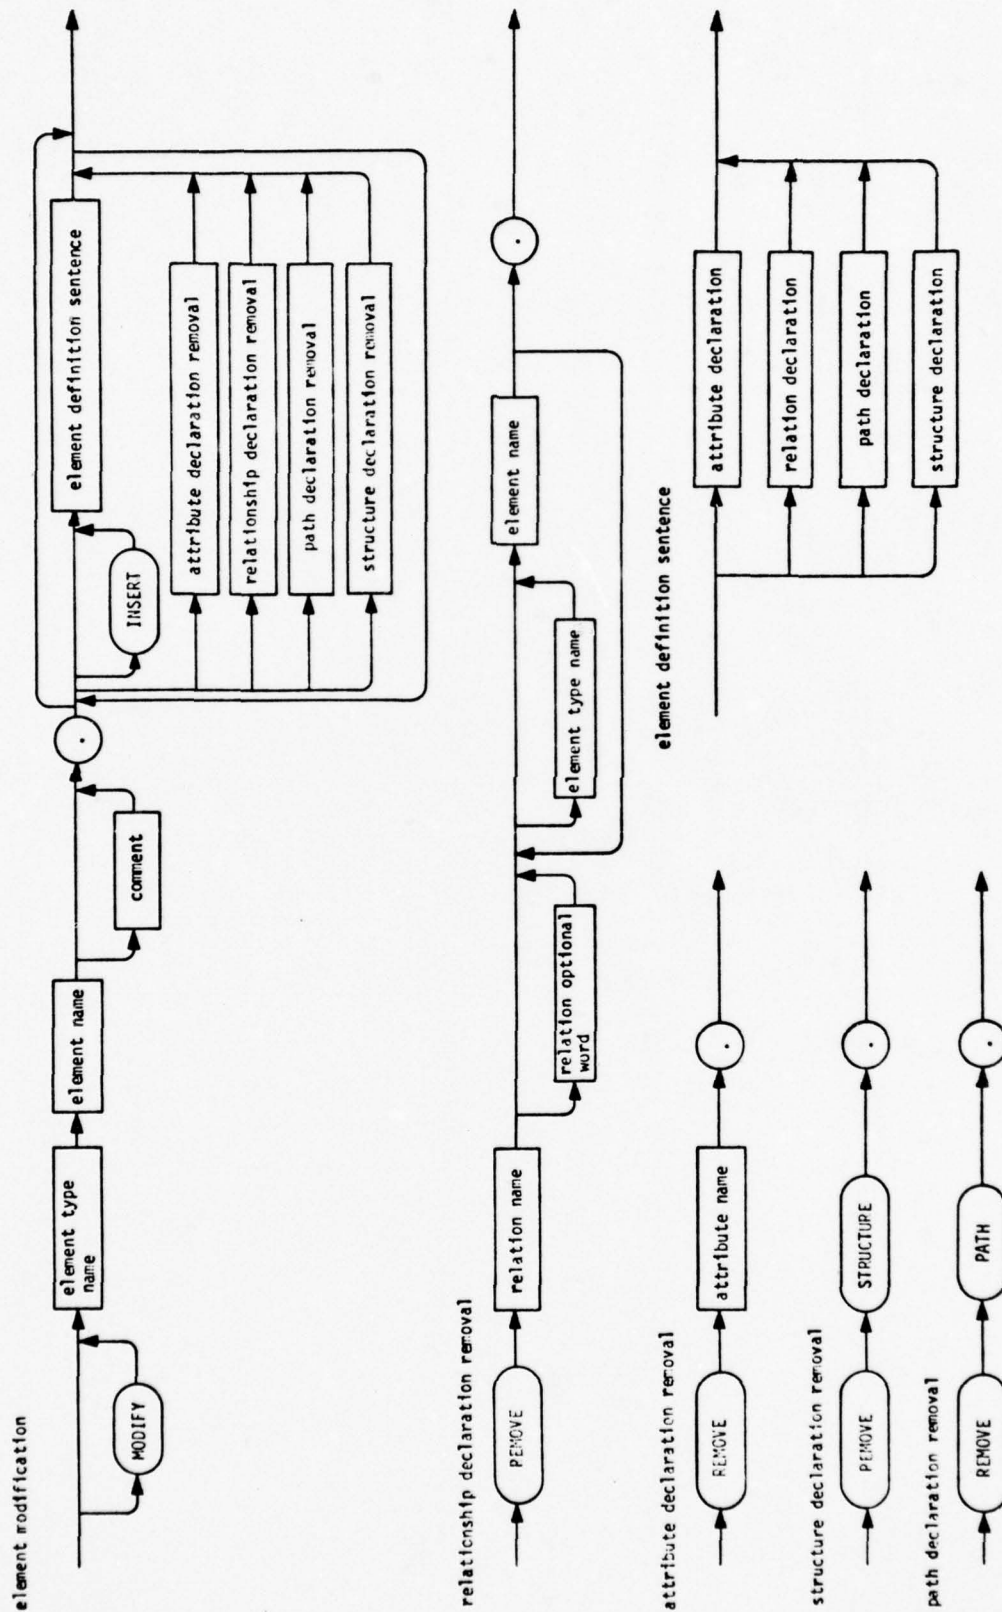 element modification
MODIFY
element type
name
element name
comment
.
INSERT
element definition sentence
attribute declaration removal
relationship declaration removal
path declaration removal
structure declaration removal
relationship declaration removal
PEMOVE
relation name
relation optional
word
element type name
element name
.
attribute declaration removal
REMOVE
attribute name
.
structure declaration removal
PEMOVE
STRUCTURE
.
path declaration removal
REMOVE
PATH
.
element definition sentence
attribute declaration
relation declaration
path declaration
structure declaration